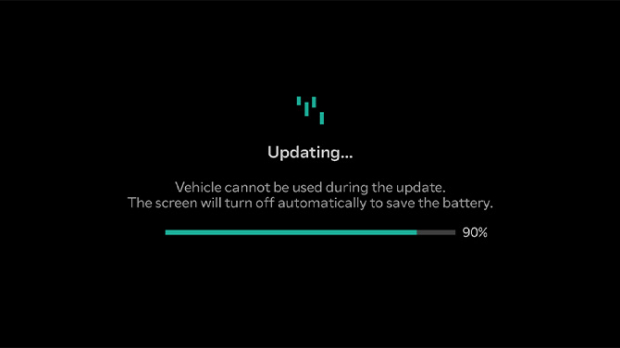 Updating...
Vehicle cannot be used during the update.
The screen will turn off automatically to save the battery.
90%